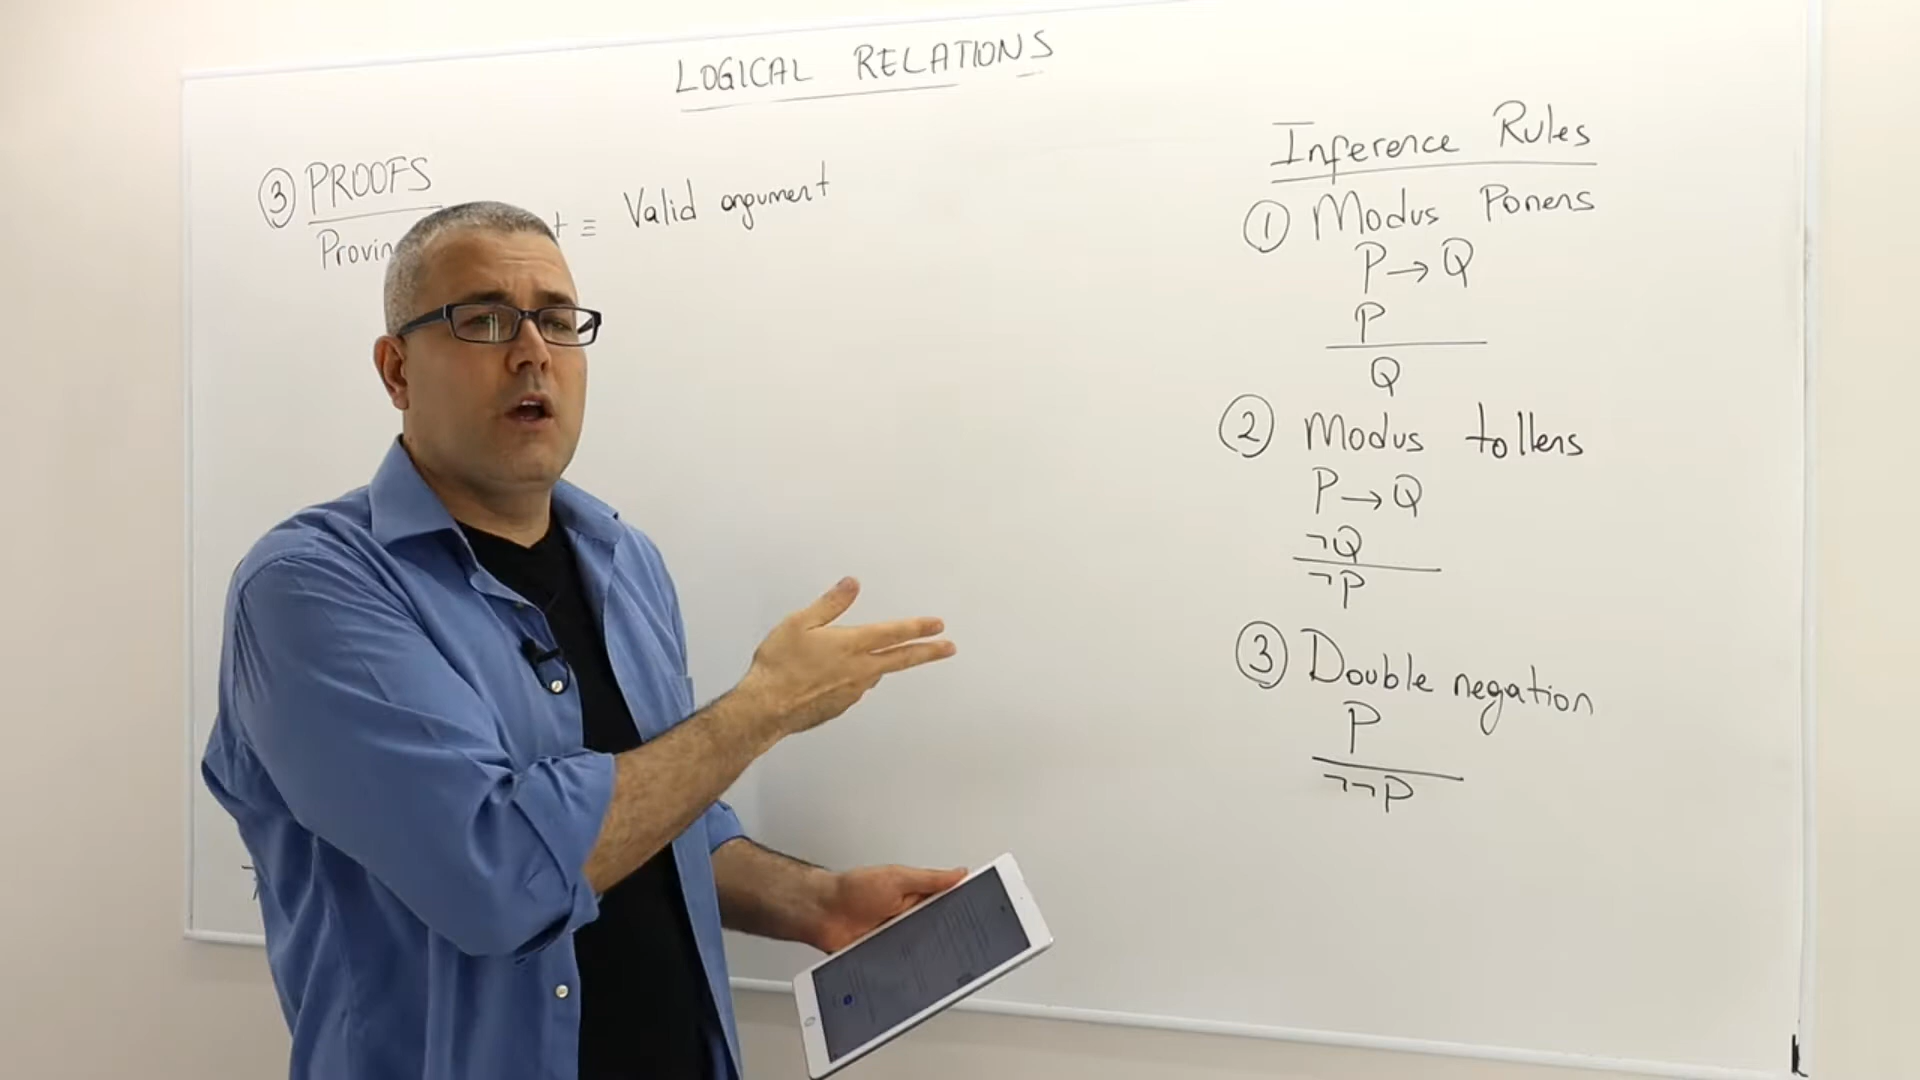 LOGICAL RELATIONS
③ PROOFS
≡ Valid argument
Inference Rules
① Modus Ponens
P→Q
P
Q
② Modus tollens
P→Q
¬Q
¬P
③ Double negation
P
¬¬P